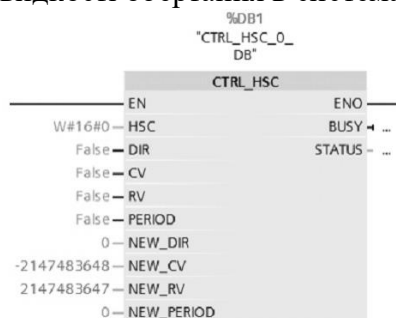 %DB1
"CTRL_HSC_0_
DB"
CTRL_HSC
EN ENO
W#16#0 HSC BUSY ...
False DIR STATUS ...
False CV
False RV
False PERIOD
0 NEW_DIR
-2147483648 NEW_CV
2147483647 NEW_RV
0 NEW_PERIOD